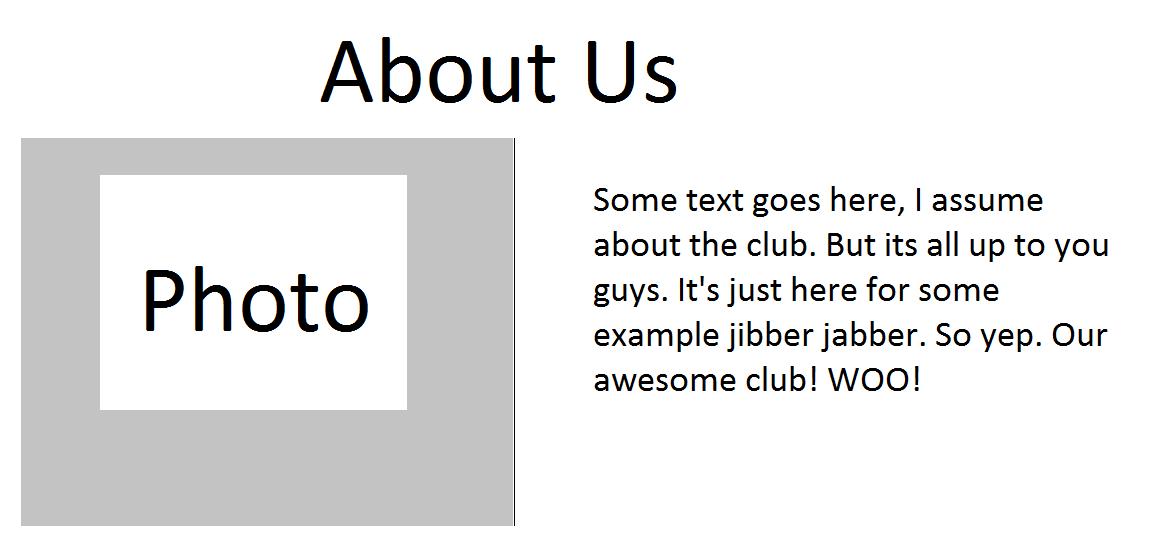 About Us
Photo
Some text goes here, I assume
about the club. But its all up to you
guys. It's just here for some
example jibber jabber. So yep. Our
awesome club! WOO!